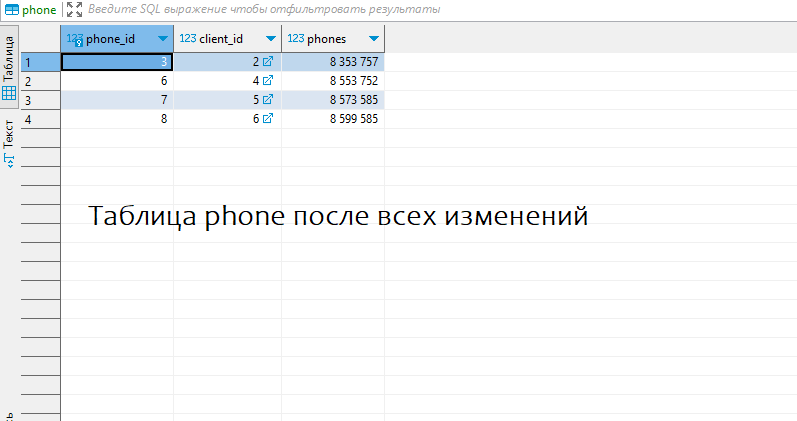 phone Введите SQL выражение чтобы отфильтровать результаты
Таблица
Текст
123 phone_id 123 client_id 123 phones
1 3 2 8 353 757
2 6 4 8 553 752
3 7 5 8 573 585
4 8 6 8 599 585
Таблица phone после всех изменений